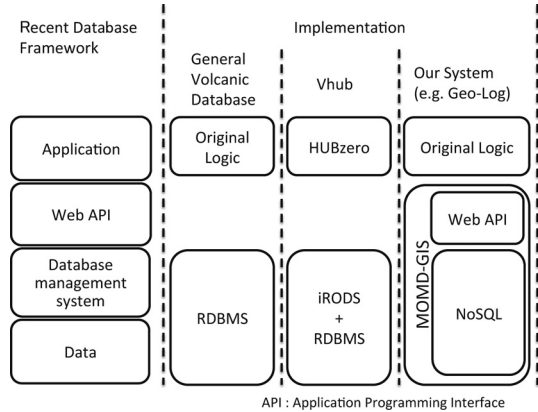 Recent Database
Framework
Implementation
General
Volcanic
Database
Vhub
Our System
(e.g. Geo-Log)
Application
Original
Logic
HUBzero
Original Logic
Web API
Web API
Database
management
system
Data
RDBMS
iRODS
+
RDBMS
MOMD-GIS
NoSQL
API : Application Programming Interface